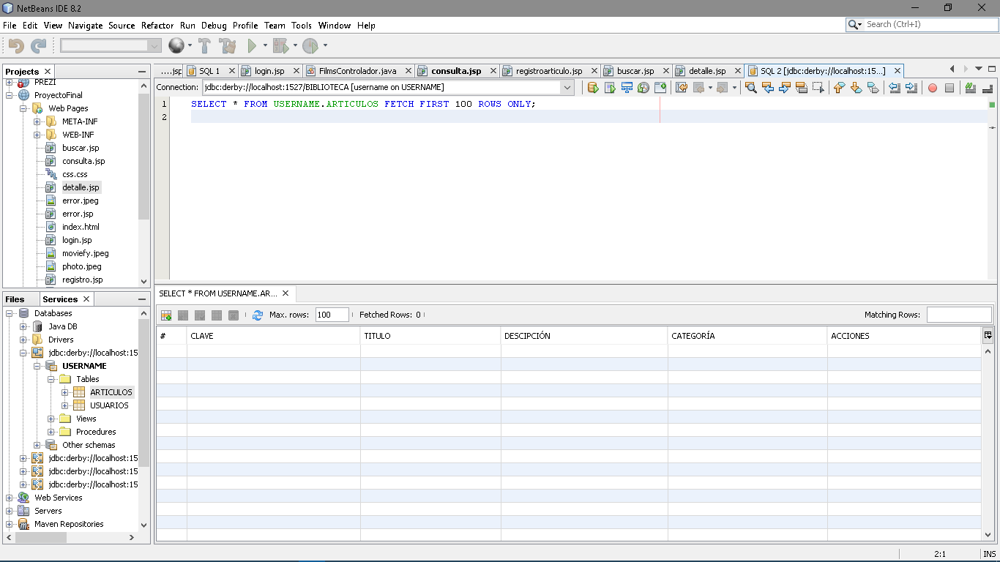 NetBeans IDE 8.2
File Edit View Navigate Source Refactor Run Debug Profile Team Tools Window Help
Search (Ctrl+I)
Projects
PREZI
ProyectoFinal
Web Pages
META-INF
WEB-INF
buscar.jsp
consulta.jsp
css.css
detalle.jsp
error.jpeg
error.jsp
index.html
login.jsp
moviefy.jpeg
photo.jpeg
registro.jsp
Files Services
Databases
Java DB
Drivers
jdbc:derby://localhost:15
USERNAME
Tables
ARTICULOS
USUARIOS
Views
Procedures
Other schemas
jdbc:derby://localhost:15
jdbc:derby://localhost:15
jdbc:derby://localhost:15
Web Services
Servers
Maven Repositories
....jsp SQL 1 login.jsp FilmsControlador.java consulta.jsp registroarticulo.jsp buscar.jsp detalle.jsp SQL 2 [jdbc:derby://localhost:15...]
Connection: jdbc:derby://localhost:1527/BIBLIOTECA [username on USERNAME]
1 SELECT * FROM USERNAME.ARTICULOS FETCH FIRST 100 ROWS ONLY;
2
SELECT * FROM USERNAME.AR...
Max. rows: 100 Fetched Rows: 0 Matching Rows:
# CLAVE TITULO DESCIPCIÓN CATEGORÍA ACCIONES
2:1 INS